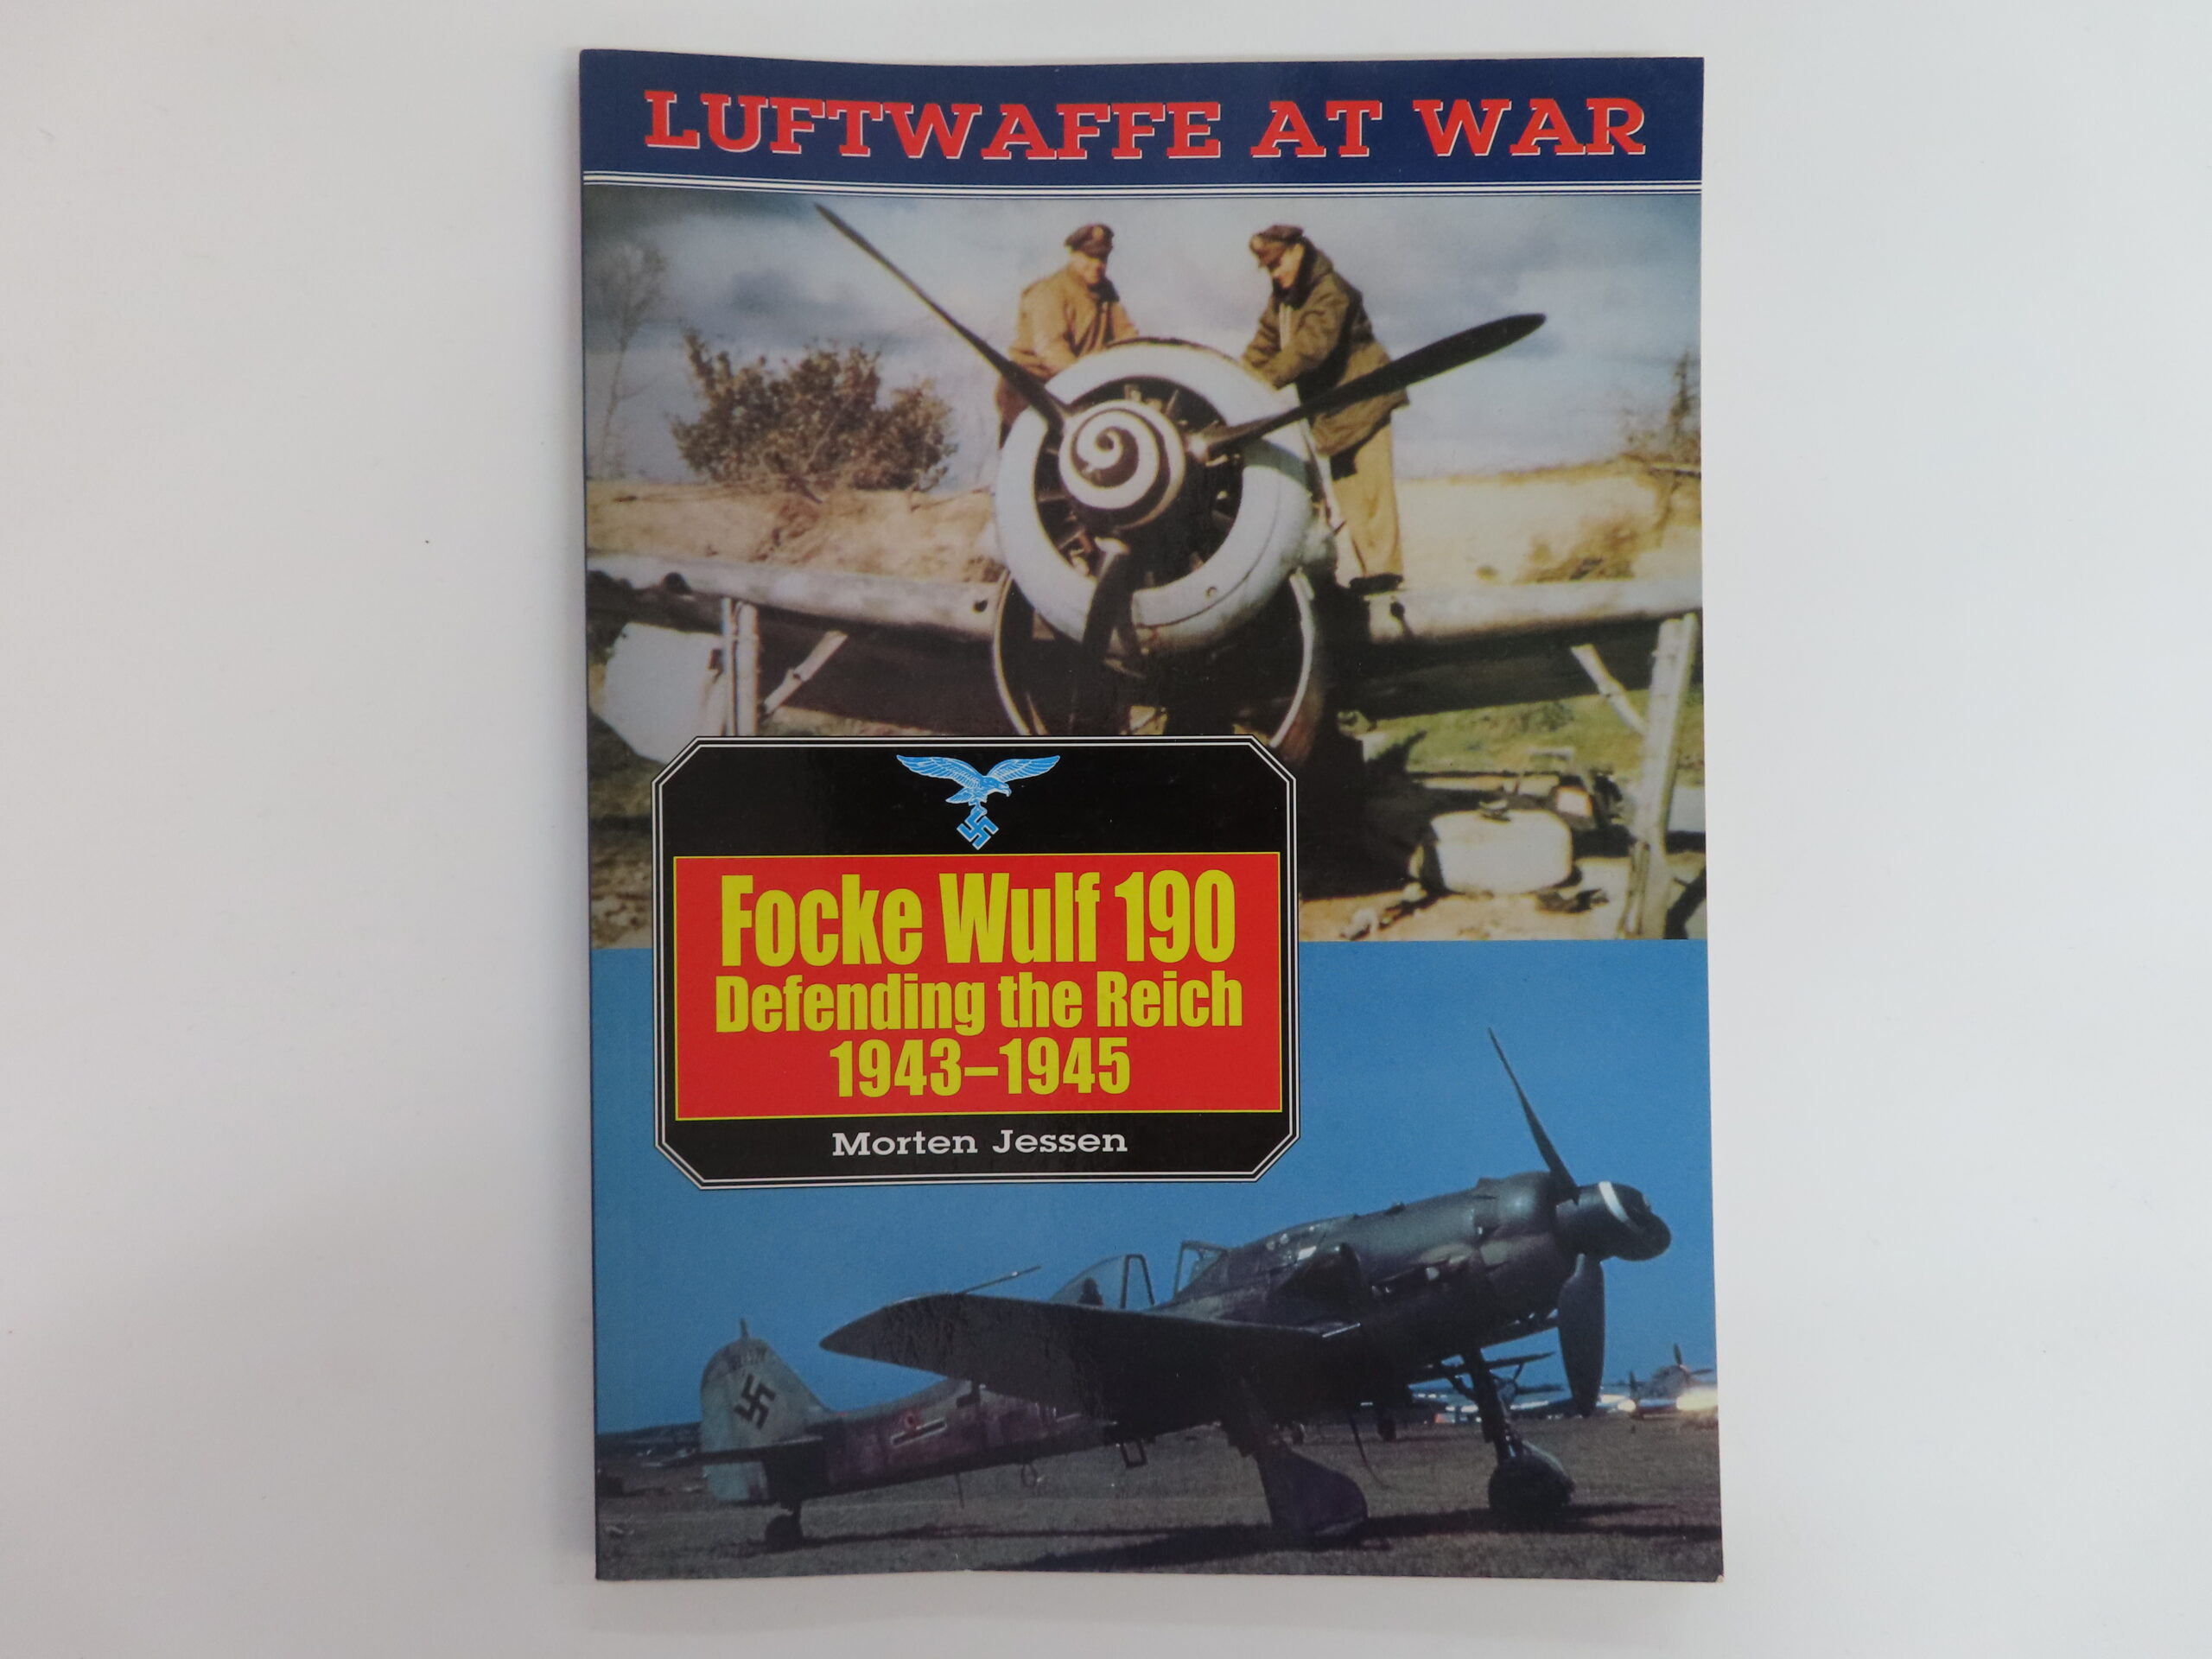 LUFTWAFFE AT WAR
Focke Wulf 190
Defending the Reich
1943–1945
Morten Jessen